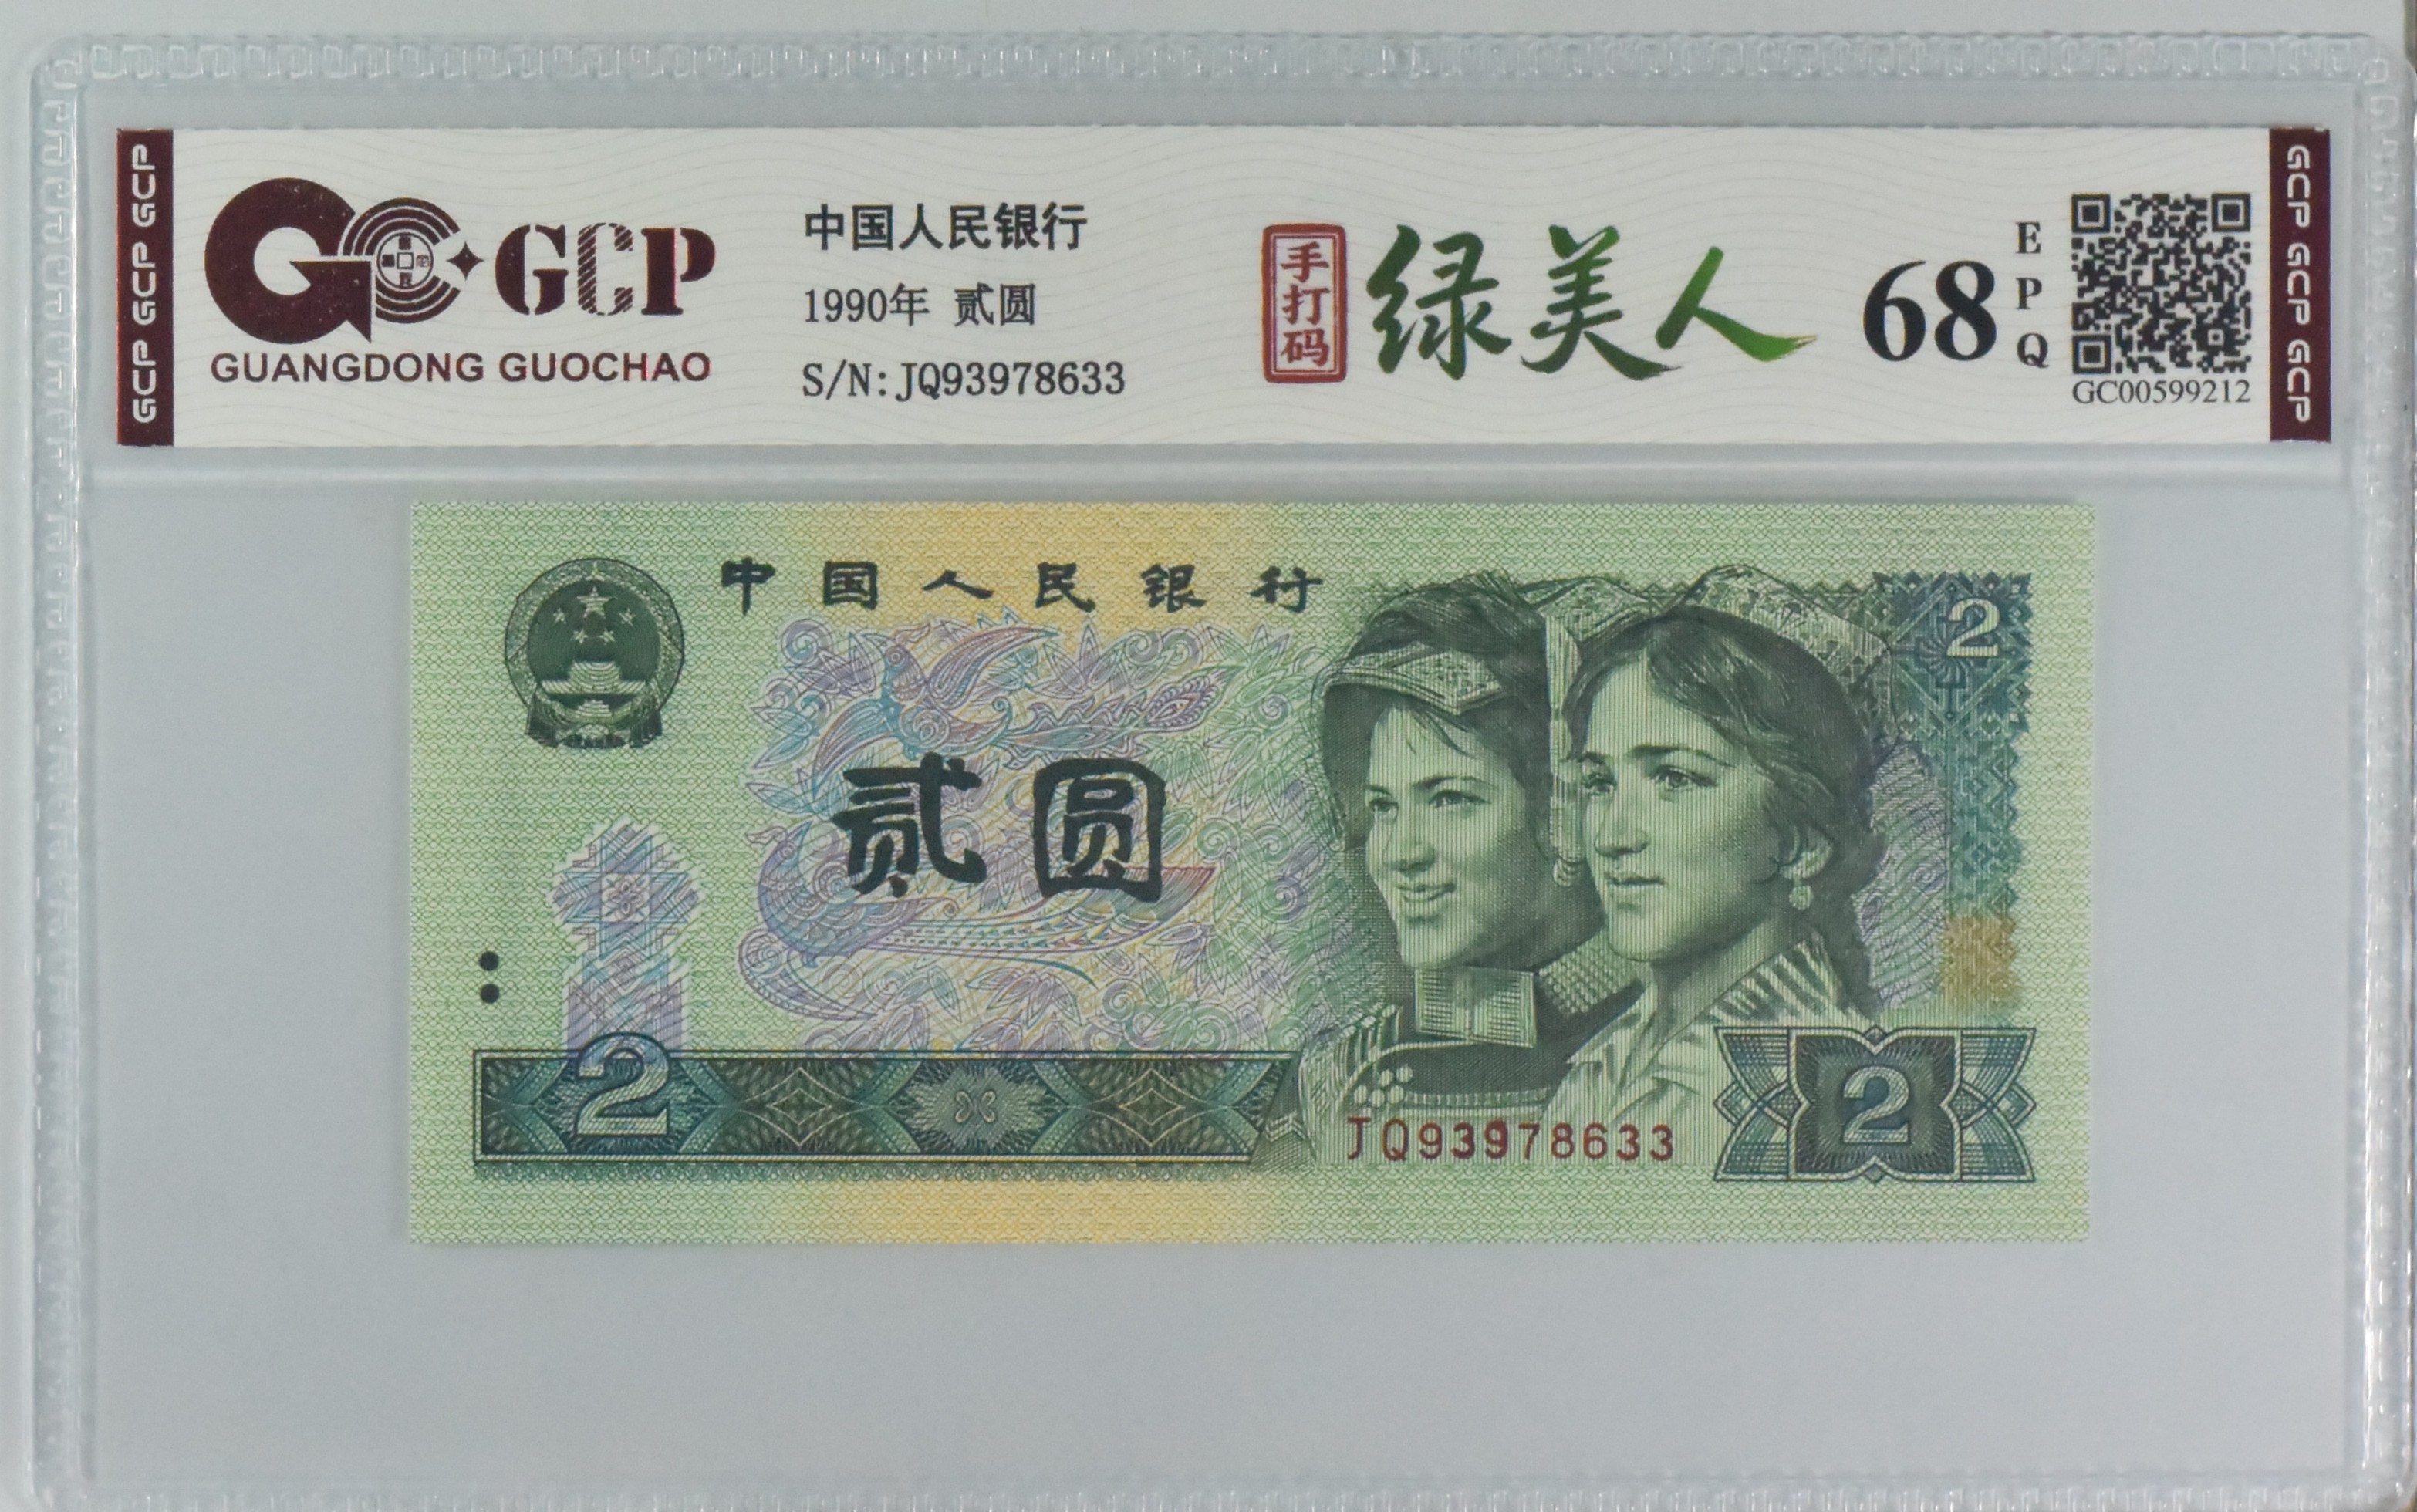 GCP GCP GCP
GCP
GUANGDONG GUOCHAO
中国人民银行
1990年 贰圆
S/N:JQ93978633
手打码
绿美人
68
EPQ
GC00599212
GCP GCP GCP
中国人民银行
2
贰圆
2
JQ93978633
2